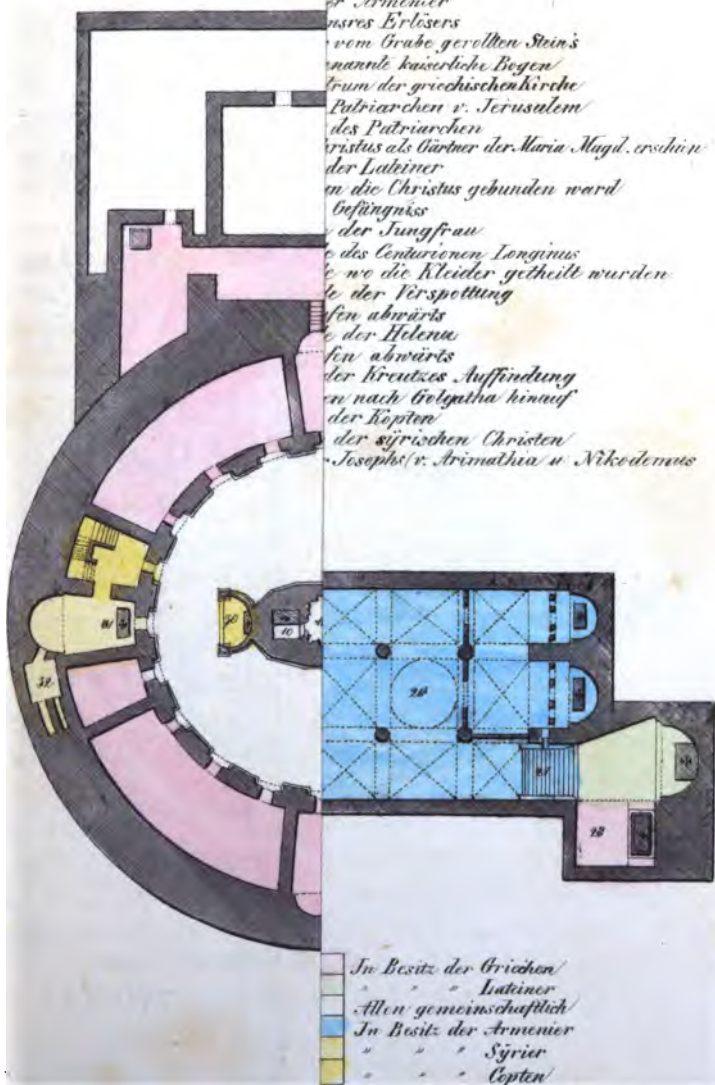 er Armenier
nsres Erlösers
vom Grabe gerollten Stein's
enannte kaiserliche Bogen
trum der griechischen Kirche
Patriarchen v. Jerusalem
des Patriarchen
hristus als Gärtner der Maria Magd. erschien
der Lateiner
n die Christus gebunden ward
Gefängniss
der Jungfrau
e des Centurionen Longinus
e wo die Kleider getheilt wurden
le der Verspottung
fen abwärts
e der Helena
fen abwärts
der Kreutzes Auffindung
en nach Golgatha hinauf
der Kopten
der syrischen Christen
Josephs v. Arimathia u. Nikodemus
30
10
31
32
26
27
28
In Besitz der Griechen
" " " Lateiner
Allen gemeinschaftlich
In Besitz der Armenier
" " " Sÿrier
" " " Copten